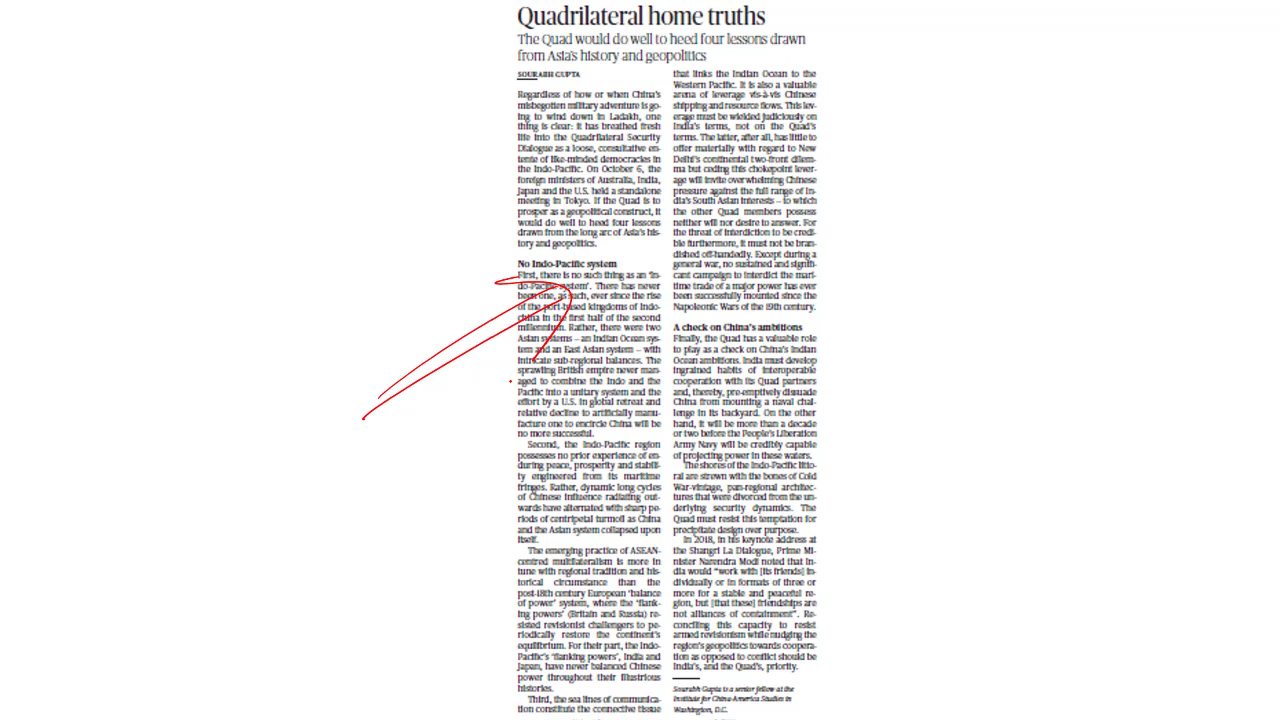 Quadrilateral home truths
The Quad would do well to heed four lessons drawn
from Asia's history and geopolitics
SOURABH GUPTA
Regardless of how or when China's
misbegotten military adventure is go-
ing to wind down in Ladakh, one
thing is clear: it has breathed fresh
life into the Quadrilateral Security
Dialogue as a loose, consultative en-
tente of like-minded democracies in
the Indo-Pacific. On October 6, the
foreign ministers of Australia, India,
Japan and the U.S. held a standalone
meeting in Tokyo. If the Quad is to
prosper as a geopolitical construct, it
would do well to heed four lessons
drawn from the long arc of Asia's his-
tory and geopolitics.
No Indo-Pacific system
First, there is no such thing as an 'In-
do-Pacific system'. There has never
been one, as such, ever since the rise
of the port-based kingdoms of Indo-
china in the first half of the second
millennium. Rather, there were two
Asian systems – an Indian Ocean sys-
tem and an East Asian system – with
intricate sub-regional balances. The
sprawling British empire never man-
aged to combine the Indo and the
Pacific into a unitary system and the
effort by a U.S. in global retreat and
relative decline to artificially manu-
facture one to encircle China will be
no more successful.
Second, the Indo-Pacific region
possesses no prior experience of en-
during peace, prosperity and stabili-
ty engineered from its maritime
fringes. Rather, dynamic long cycles
of Chinese influence radiating out-
wards have alternated with sharp pe-
riods of centripetal turmoil as China
and the Asian system collapsed upon
itself.
The emerging practice of ASEAN-
centred multilateralism is more in
tune with regional tradition and his-
torical circumstance than the
post-18th century European 'balance
of power' system, where the 'flank-
ing powers' (Britain and Russia) re-
sisted revisionist challengers to pe-
riodically restore the continent's
equilibrium. For their part, the Indo-
Pacific's 'flanking powers', India and
Japan, have never balanced Chinese
power throughout their illustrious
histories.
Third, the sea lines of communica-
tion constitute the connective tissue
that links the Indian Ocean to the
Western Pacific. It is also a valuable
arena of leverage vis-à-vis Chinese
shipping and resource flows. This lev-
erage must be wielded judiciously on
India's terms, not on the Quad's
terms. The latter, after all, has little to
offer materially with regard to New
Delhi's continental two-front dilem-
ma but ceding this chokepoint lever-
age will invite overwhelming Chinese
pressure against the full range of In-
dia's South Asian interests – to which
the other Quad members possess
neither will nor desire to answer. For
the threat of interdiction to be credi-
ble furthermore, it must not be bran-
dished off-handedly. Except during a
general war, no sustained and signifi-
cant campaign to interdict the mari-
time trade of a major power has ever
been successfully mounted since the
Napoleonic Wars of the 19th century.
A check on China's ambitions
Finally, the Quad has a valuable role
to play as a check on China's Indian
Ocean ambitions. India must develop
ingrained habits of interoperable
cooperation with its Quad partners
and, thereby, pre-emptively dissuade
China from mounting a naval chal-
lenge in its backyard. On the other
hand, it will be more than a decade
or two before the People's Liberation
Army Navy will be credibly capable
of projecting power in these waters.
The shores of the Indo-Pacific litto-
ral are strewn with the bones of Cold
War-vintage, pan-regional architec-
tures that were divorced from the un-
derlying security dynamics. The
Quad must resist this temptation for
precipitate design over purpose.
In 2018, in his keynote address at
the Shangri La Dialogue, Prime Mi-
nister Narendra Modi noted that In-
dia would "work with [its friends] in-
dividually or in formats of three or
more for a stable and peaceful re-
gion, but [that these] friendships are
not alliances of containment". Re-
conciling this capacity to resist
armed revisionism while nudging the
region's geopolitics towards coopera-
tion as opposed to conflict should be
India's, and the Quad's, priority.
Sourabh Gupta is a senior fellow at the
Institute for China-America Studies in
Washington, D.C.